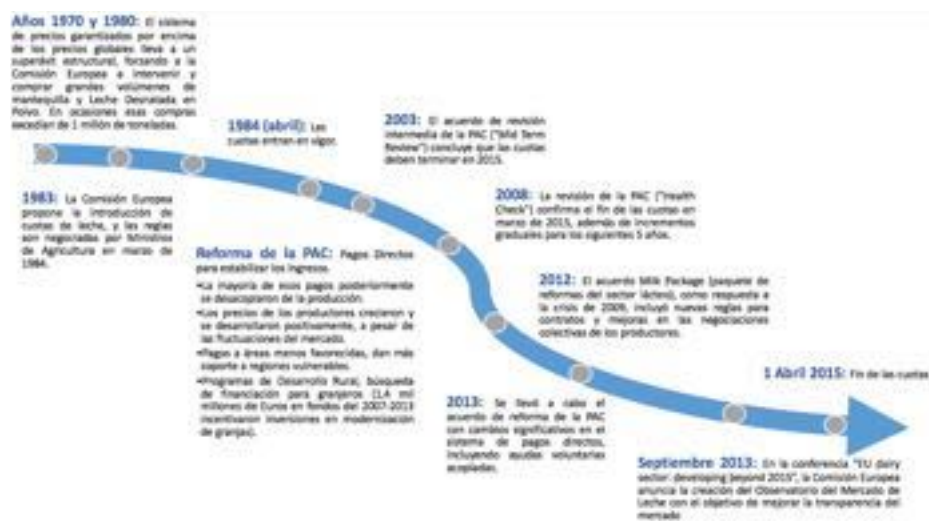 Años 1970 y 1980: El sistema
de precios garantizados por encima
de los precios globales lleva a un
superávit estructural, forzando a la
Comisión Europea a intervenir y
comprar grandes volúmenes de
mantequilla y Leche Desnatada en
Polvo. En ocasiones esas compras
excedían de 1 millón de toneladas.
1983: La Comisión Europea
propone la introducción de
cuotas de leche, y las reglas
son negociadas por Ministros
de Agricultura en marzo de
1984.
1984 (abril): Las
cuotas entran en vigor.
Reforma de la PAC: Pagos Directos
para estabilizar los ingresos.
•La mayoría de esos pagos posteriormente
se desacoplaron de la producción.
•Los precios de los productores crecieron y
se desarrollaron positivamente, a pesar de
las fluctuaciones del mercado.
•Pagos a áreas menos favorecidas, dan más
soporte a regiones vulnerables.
•Programas de Desarrollo Rural, búsqueda
de financiación para granjeros (1,4 mil
millones de Euros en fondos del 2007-2013
incentivaron inversiones en modernización
de granjas).
2003: El acuerdo de revisión
intermedia de la PAC ("Mid Term
Review") concluye que las cuotas
deben terminar en 2015.
2008: La revisión de la PAC ("Health
Check") confirma el fin de las cuotas en
marzo de 2015, además de incrementos
graduales para los siguientes 5 años.
2012: El acuerdo Milk Package (paquete de
reformas del sector lácteo), como respuesta a
la crisis de 2009, incluyó nuevas reglas para
contratos y mejoras en las negociaciones
colectivas de los productores.
2013: Se llevó a cabo el
acuerdo de reforma de la PAC
con cambios significativos en el
sistema de pagos directos,
incluyendo ayudas voluntarias
acopladas.
Septiembre 2013: En la conferencia "EU dairy
sector: developing beyond 2015", la Comisión Europea
anuncia la creación del Observatorio del Mercado de
Leche con el objetivo de mejorar la transparencia del
mercado
1 Abril 2015: Fin de las cuotas